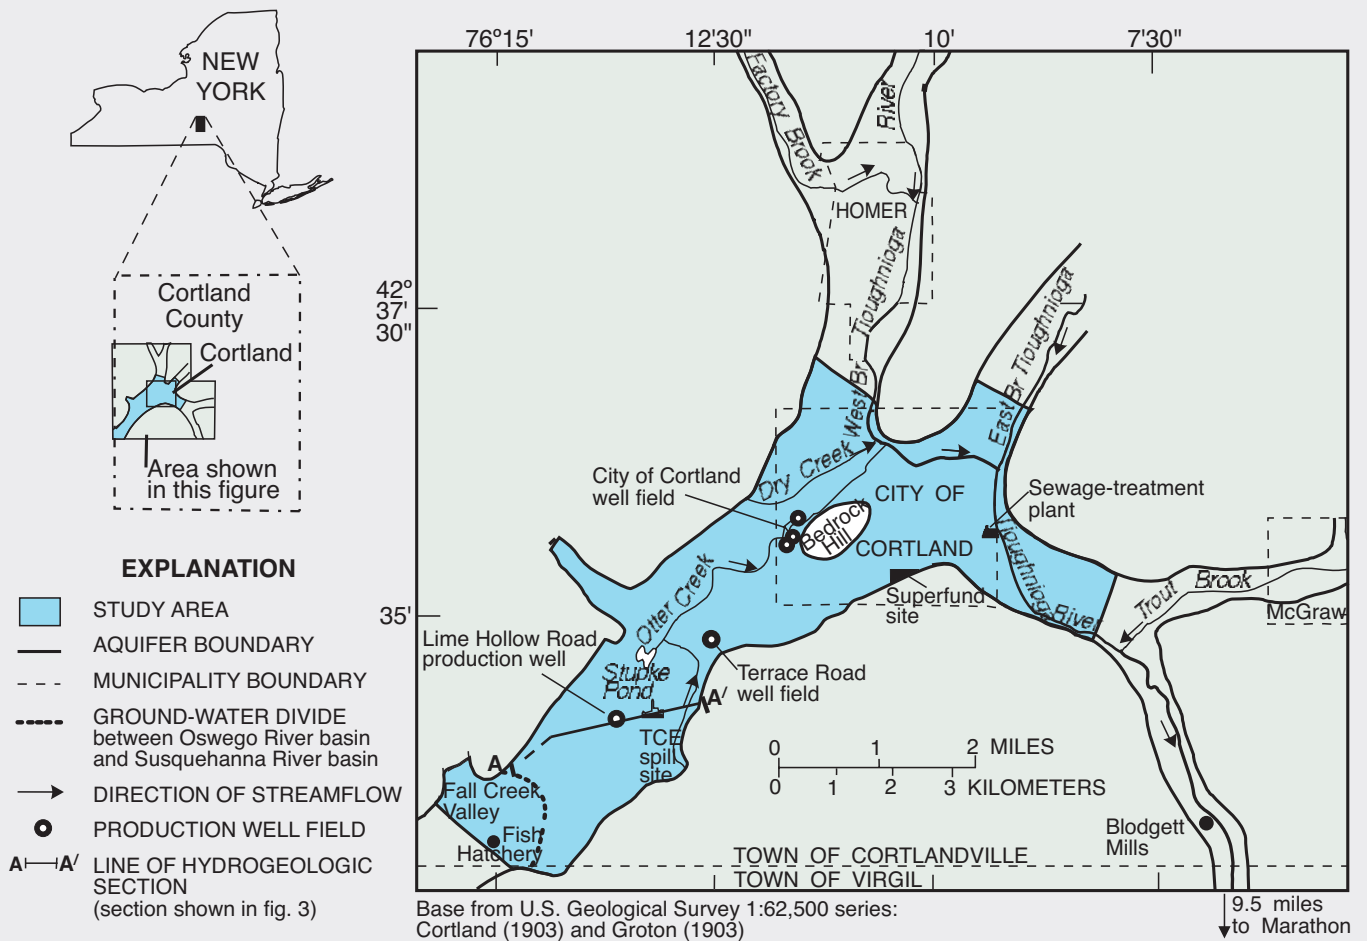 NEW
YORK
Cortland
County
Cortland
Area shown
in this figure
EXPLANATION
STUDY AREA
AQUIFER BOUNDARY
MUNICIPALITY BOUNDARY
GROUND-WATER DIVIDE
between Oswego River basin
and Susquehanna River basin
DIRECTION OF STREAMFLOW
PRODUCTION WELL FIELD
A A′ LINE OF HYDROGEOLOGIC
SECTION
(section shown in fig. 3)
76º15' 12'30" 10' 7'30"
42º
37'
30"
35'
Factory Brook
River
HOMER
West Br Tioughnioga
East Br Tioughnioga
Dry Creek
City of Cortland
well field
CITY OF
CORTLAND
Bedrock
Hill
Sewage-treatment
plant
Tioughnioga River
Superfund
site
Trout Brook
McGraw
Otter Creek
Lime Hollow Road
production well
Stupke
Pond
Terrace Road
well field
A′
TCE
spill
site
A
Fall Creek
Valley
Fish
Hatchery
0 1 2 MILES
0 1 2 3 KILOMETERS
Blodgett
Mills
TOWN OF CORTLANDVILLE
TOWN OF VIRGIL
9.5 miles
to Marathon
Base from U.S. Geological Survey 1:62,500 series:
Cortland (1903) and Groton (1903)